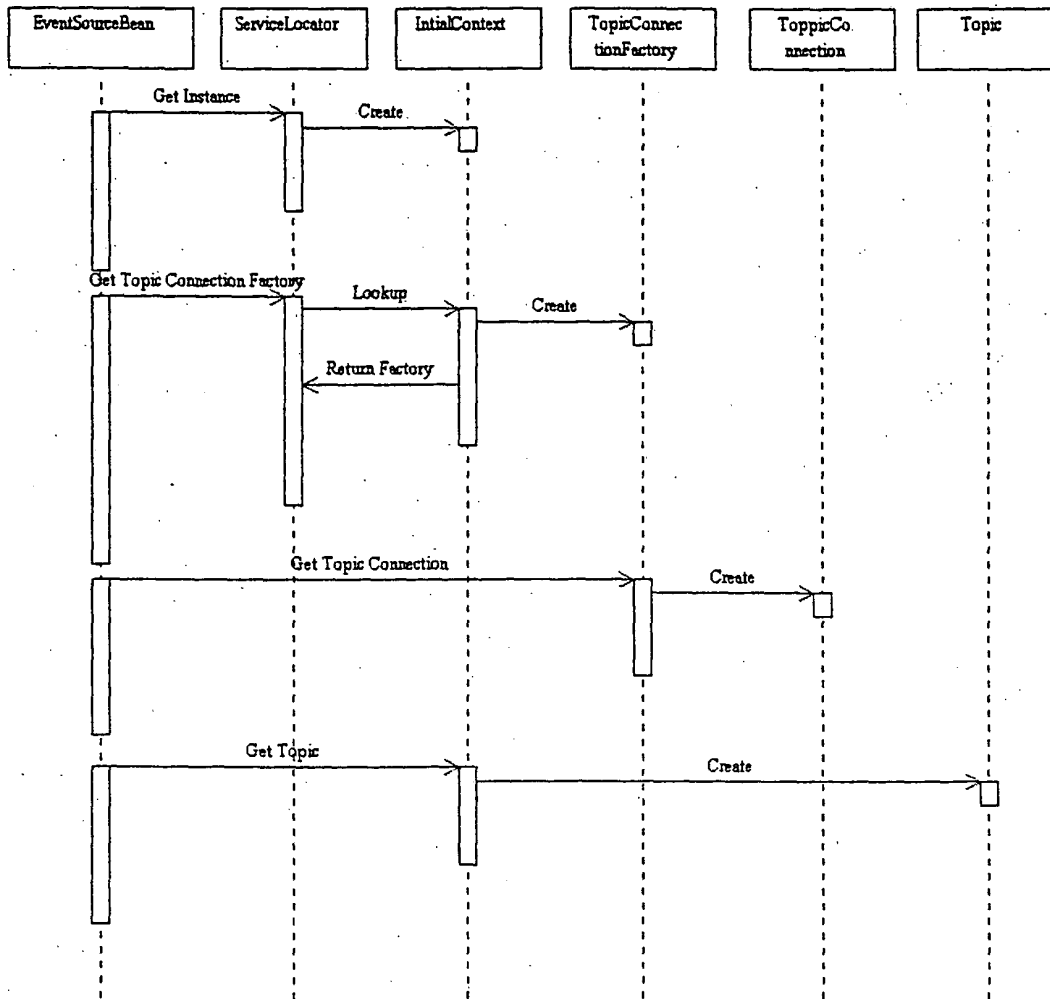 EventSourceBean
ServiceLocator
IntialContext
TopicConnec
tionFactory
ToppicCo
nnection
Topic
Get Instance
Create
Get Topic Connection Factory
Lookup
Create
Return Factory
Get Topic Connection
Create
Get Topic
Create